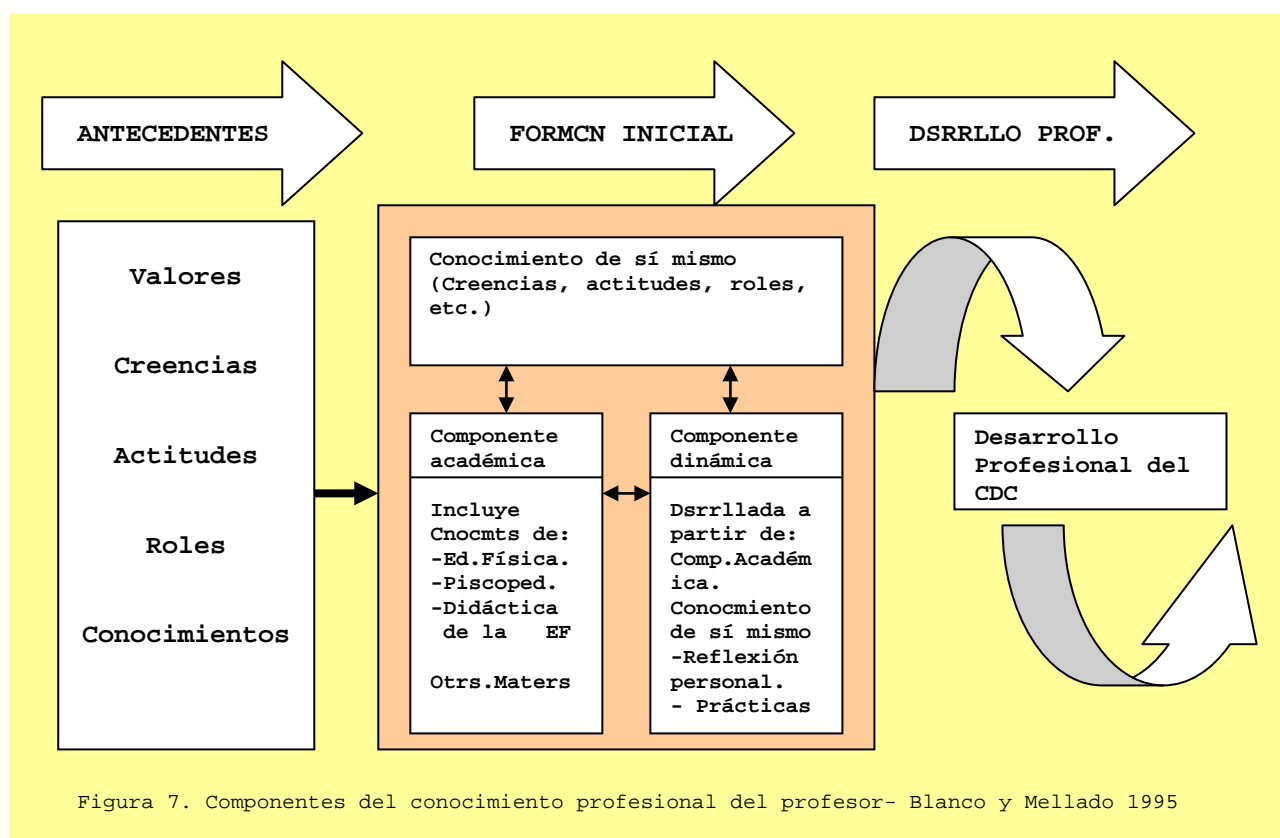 ANTECEDENTES
FORMCN INICIAL
DSRRLLO PROF.
Valores
Creencias
Actitudes
Roles
Conocimientos
Conocimiento de sí mismo
(Creencias, actitudes, roles,
etc.)
Componente
académica
Incluye
Cnocmts de:
-Ed.Física.
-Piscoped.
-Didáctica
de la EF
Otrs.Maters
Componente
dinámica
Dsrrllada a
partir de:
Comp.Académ
ica.
Conocmiento
de sí mismo
-Reflexión
personal.
- Prácticas
Desarrollo
Profesional del
CDC
Figura 7. Componentes del conocimiento profesional del profesor- Blanco y Mellado 1995